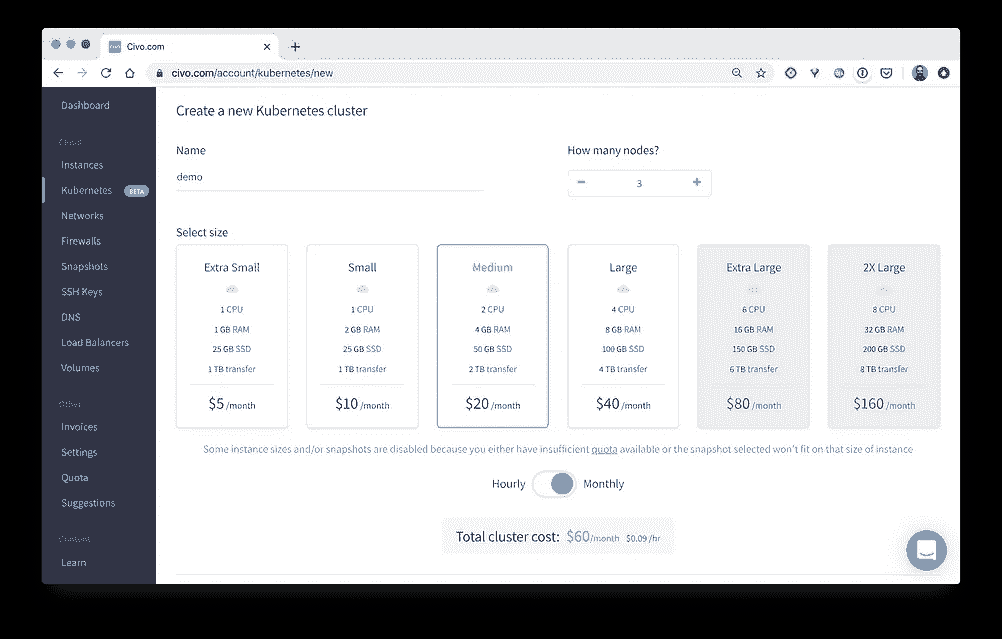 Civo.com
civo.com/account/kubernetes/new
Dashboard
Cloud
Instances
Kubernetes BETA
Networks
Firewalls
Snapshots
SSH Keys
DNS
Load Balancers
Volumes
Other
Invoices
Settings
Quota
Suggestions
Content
Learn
Create a new Kubernetes cluster
Name
demo
How many nodes?
− 3 +
Select size
Extra Small
1 CPU
1 GB RAM
25 GB SSD
1 TB transfer
$5 /month
Small
1 CPU
2 GB RAM
25 GB SSD
1 TB transfer
$10 /month
Medium
2 CPU
4 GB RAM
50 GB SSD
2 TB transfer
$20 /month
Large
4 CPU
8 GB RAM
100 GB SSD
4 TB transfer
$40 /month
Extra Large
6 CPU
16 GB RAM
150 GB SSD
6 TB transfer
$80 /month
2X Large
8 CPU
32 GB RAM
200 GB SSD
8 TB transfer
$160 /month
Some instance sizes and/or snapshots are disabled because you either have insufficient quota available or the snapshot selected won't fit on that size of instance
Hourly Monthly
Total cluster cost: $60/month $0.09 /hr